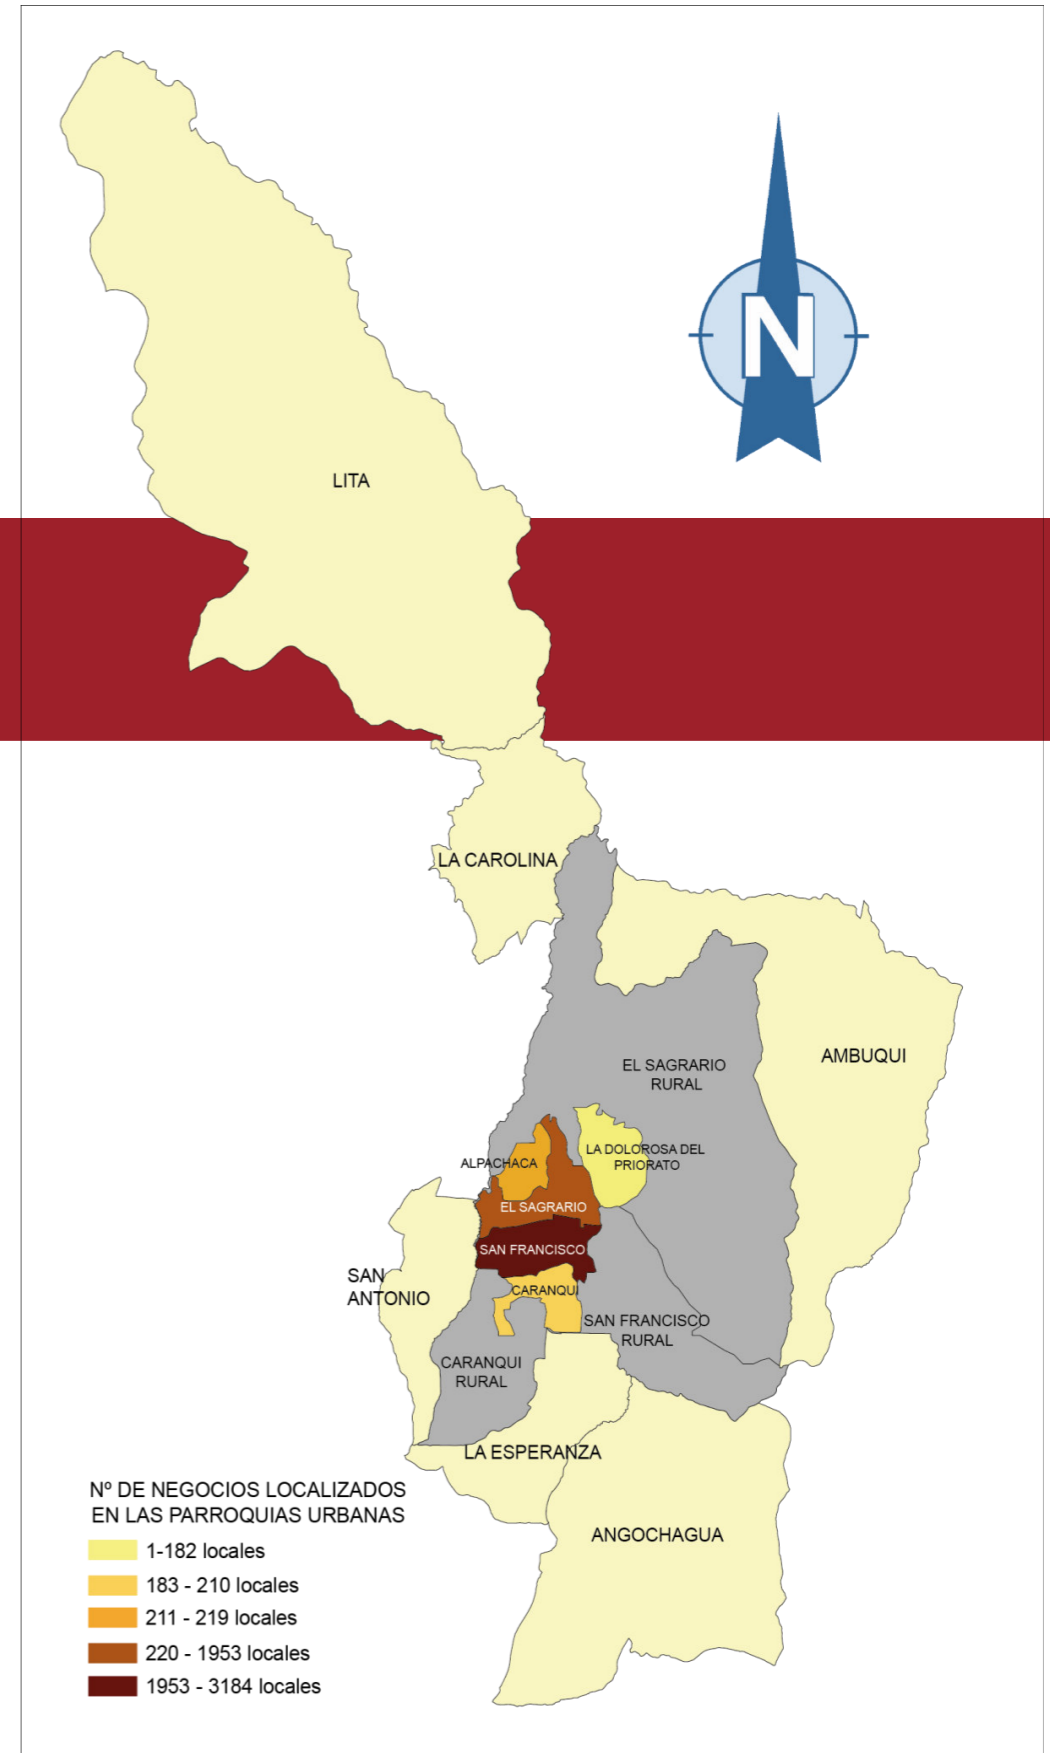 N
LITA
LA CAROLINA
AMBUQUI
EL SAGRARIO
RURAL
LA DOLOROSA DEL
PRIORATO
ALPACHACA
EL SAGRARIO
SAN FRANCISCO
SAN
ANTONIO
CARANQUI
SAN FRANCISCO
RURAL
CARANQUI
RURAL
LA ESPERANZA
ANGOCHAGUA
Nº DE NEGOCIOS LOCALIZADOS
EN LAS PARROQUIAS URBANAS
1-182 locales
183 - 210 locales
211 - 219 locales
220 - 1953 locales
1953 - 3184 locales